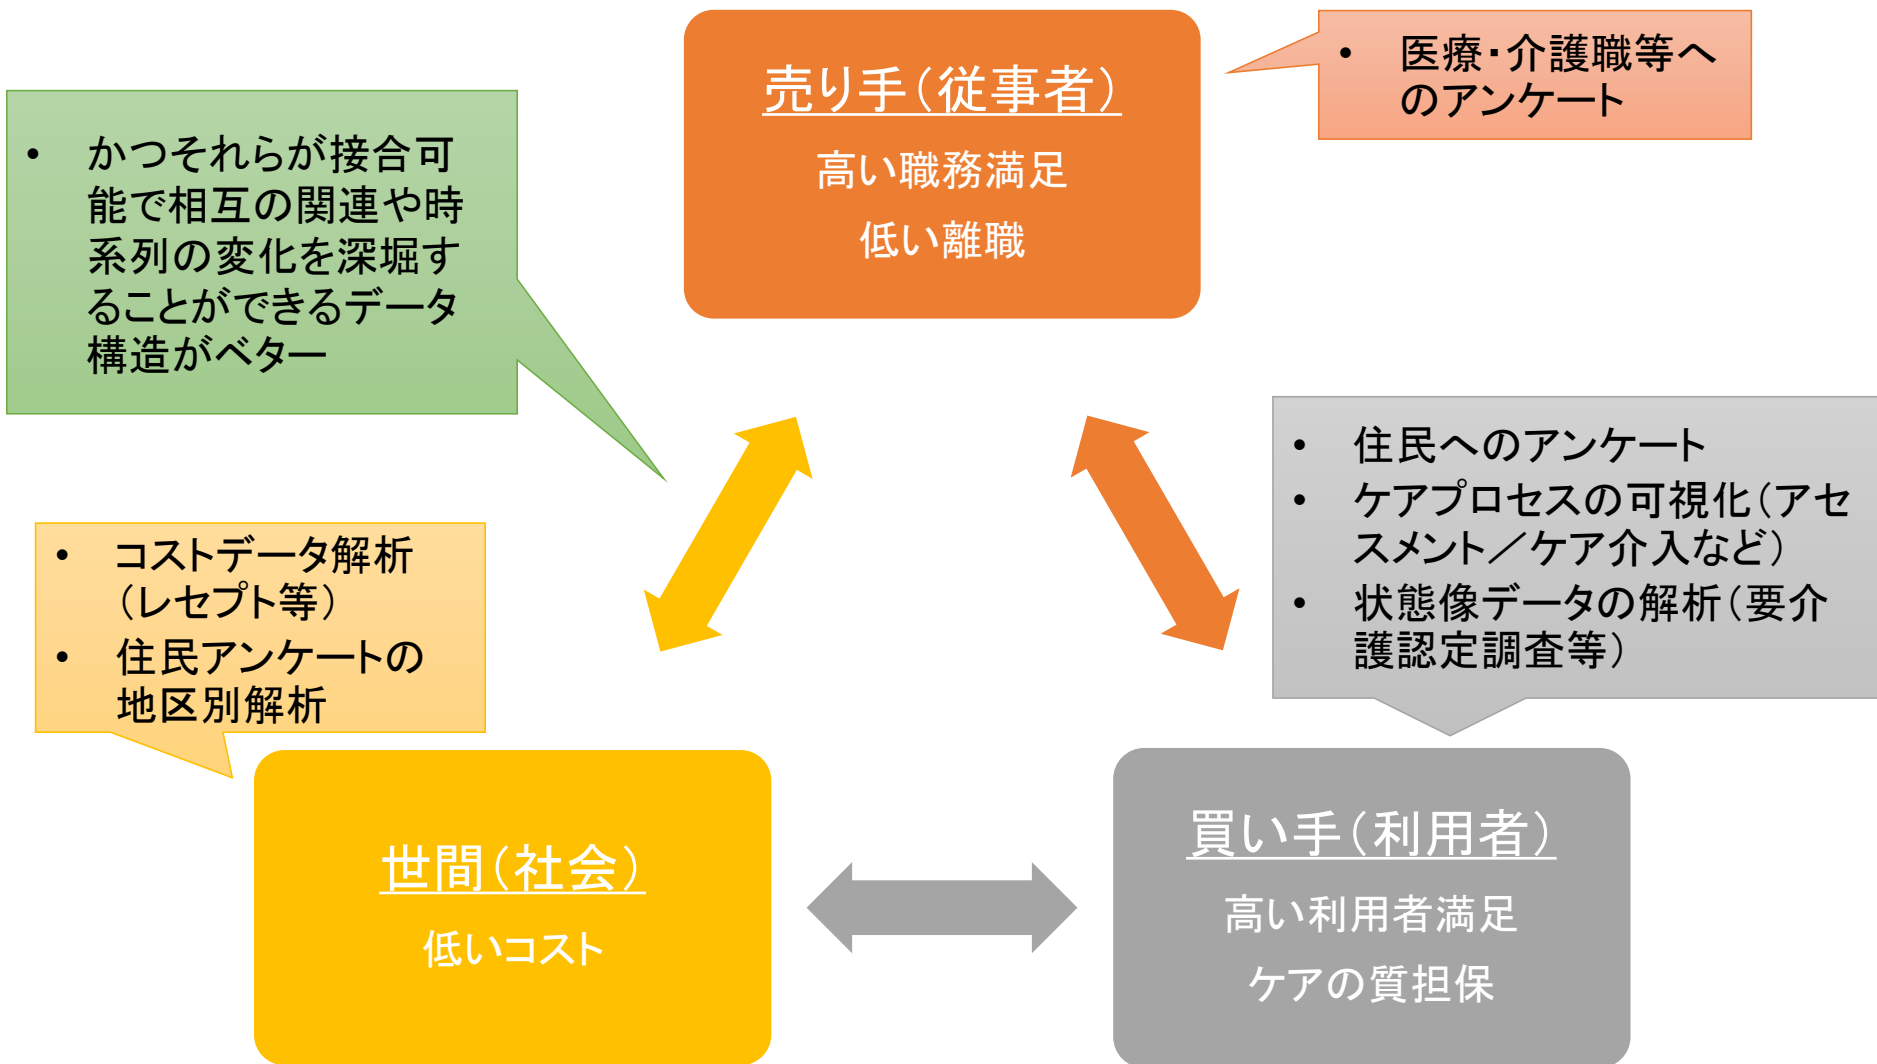 売り手（従事者）
高い職務満足
低い離職
• 医療・介護職等へ
のアンケート
• かつそれらが接合可
能で相互の関連や時
系列の変化を深堀す
ることができるデータ
構造がベター
• 住民へのアンケート
• ケアプロセスの可視化（アセ
スメント／ケア介入など）
• 状態像データの解析（要介
護認定調査等）
• コストデータ解析
（レセプト等）
• 住民アンケートの
地区別解析
世間（社会）
低いコスト
買い手（利用者）
高い利用者満足
ケアの質担保